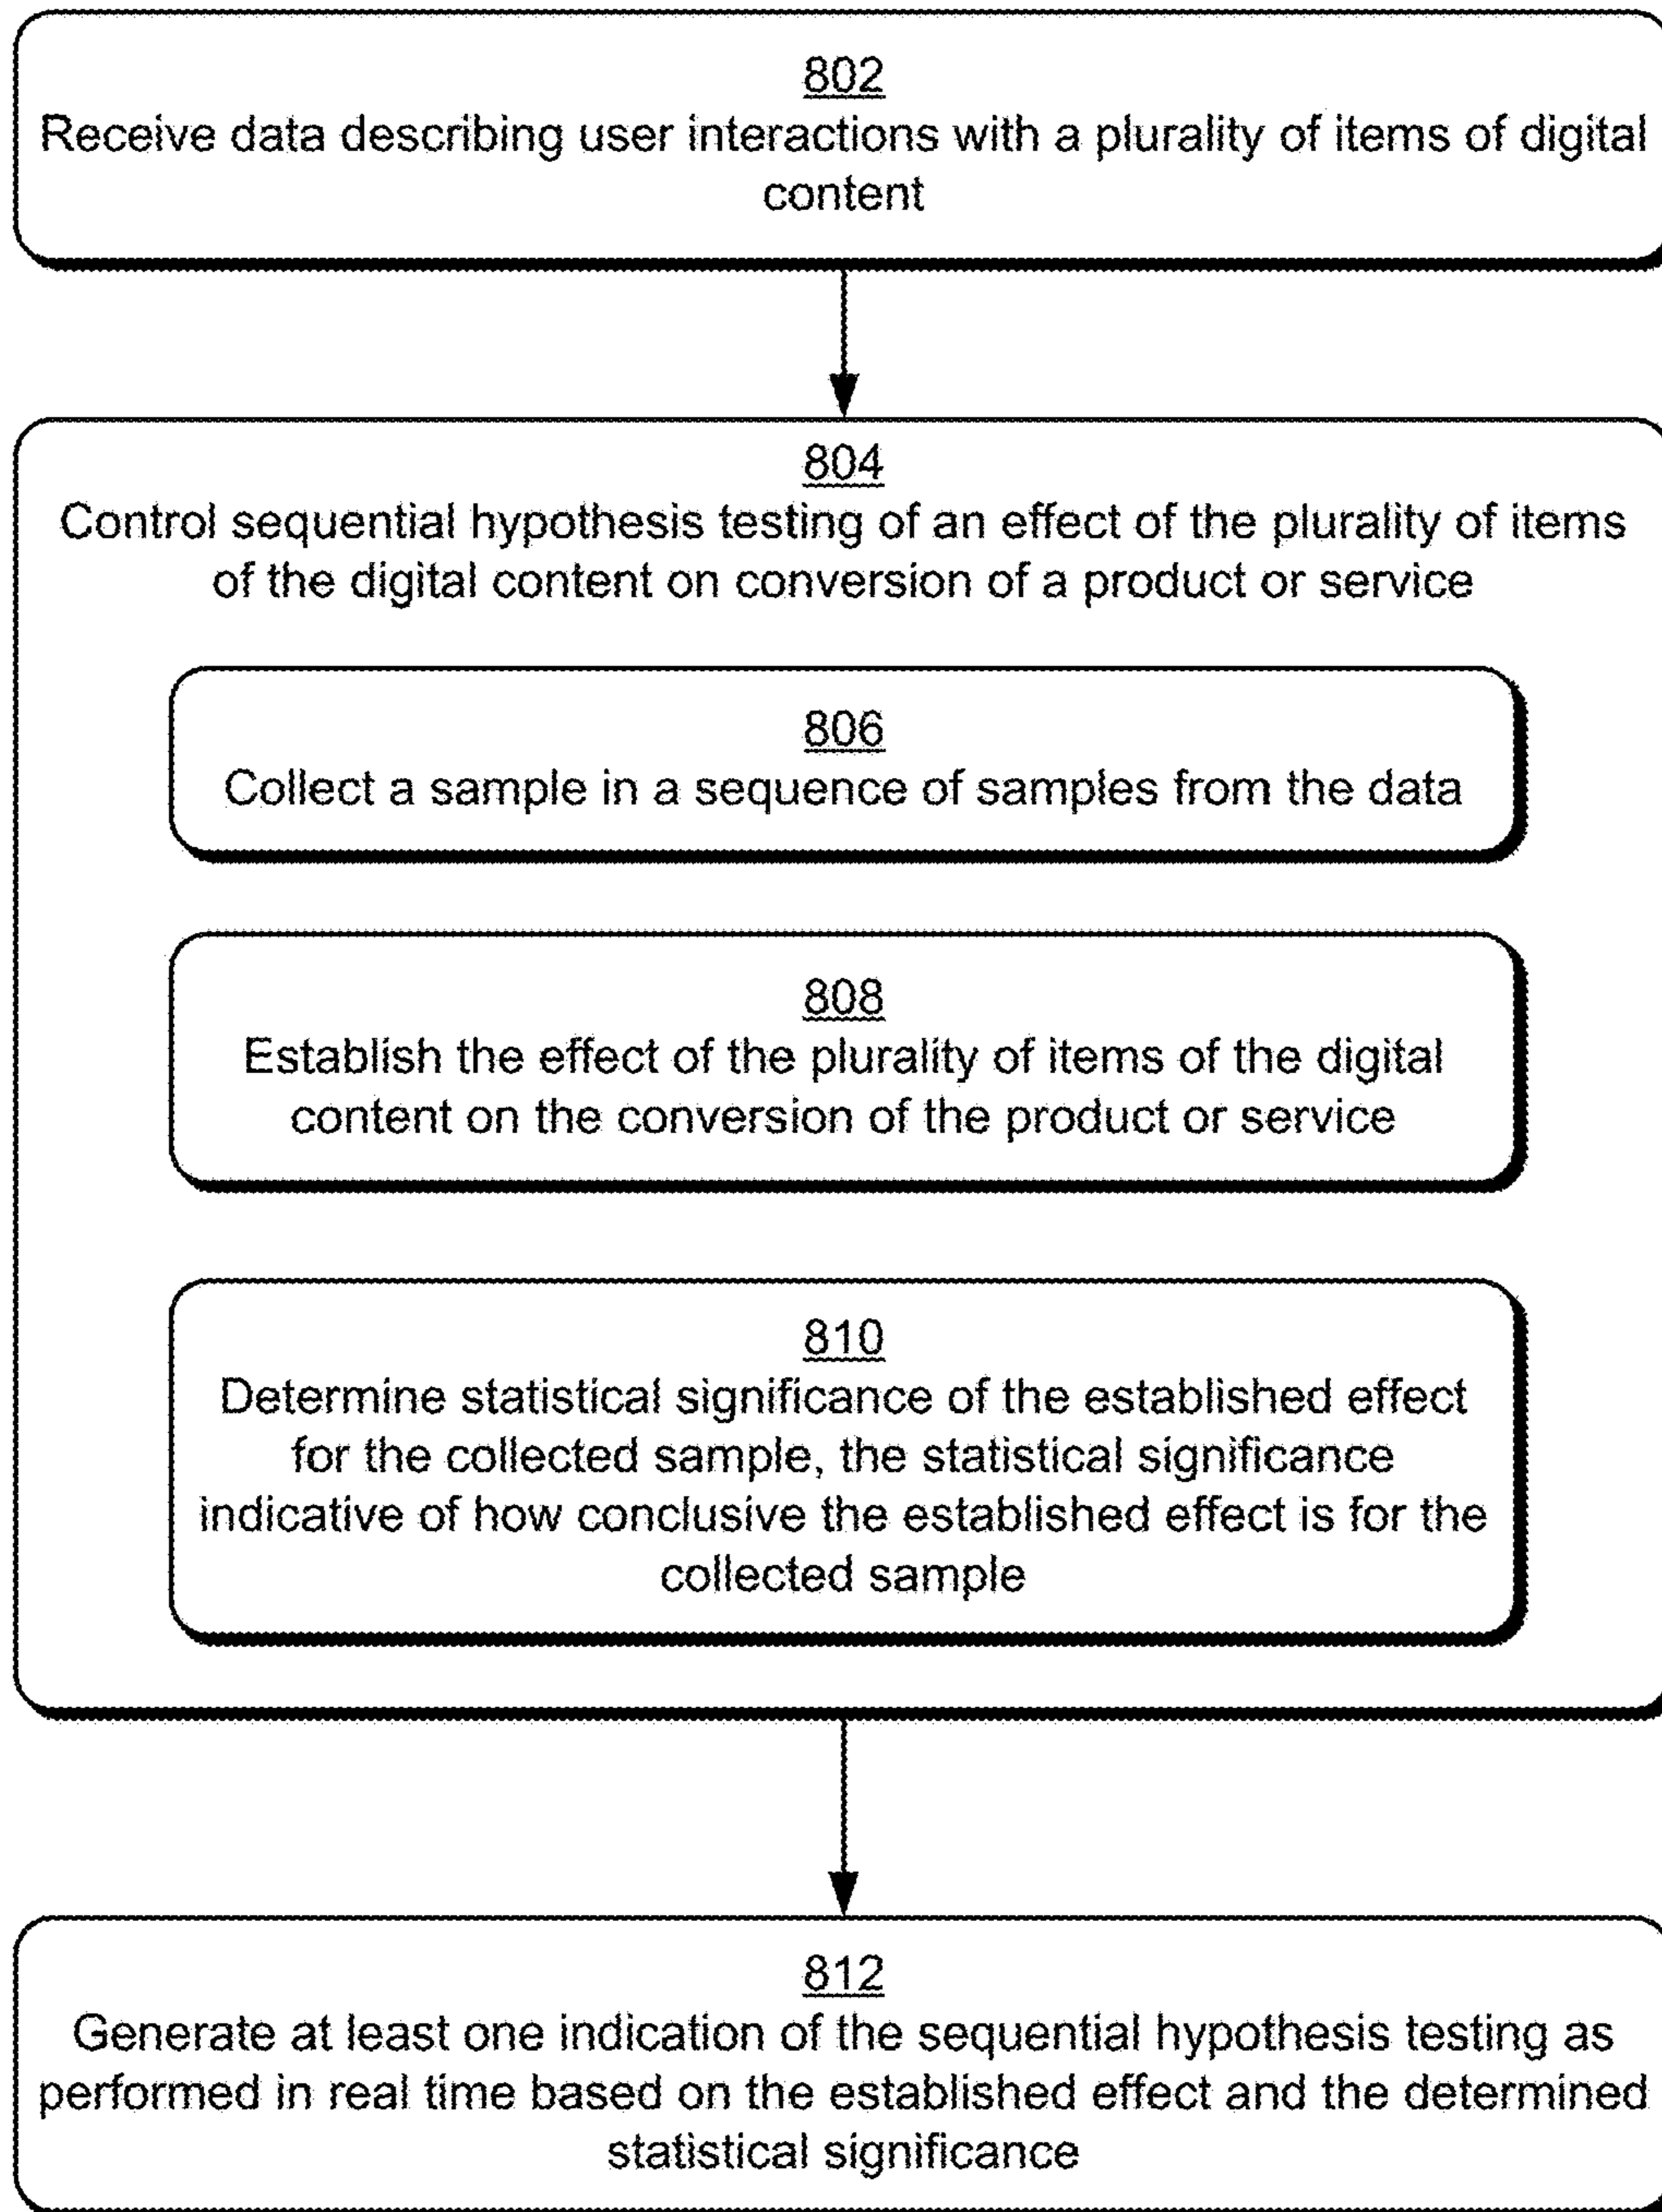 802
Receive data describing user interactions with a plurality of items of digital
content
804
Control sequential hypothesis testing of an effect of the plurality of items
of the digital content on conversion of a product or service
806
Collect a sample in a sequence of samples from the data
808
Establish the effect of the plurality of items of the digital
content on the conversion of the product or service
810
Determine statistical significance of the established effect
for the collected sample, the statistical significance
indicative of how conclusive the established effect is for the
collected sample
812
Generate at least one indication of the sequential hypothesis testing as
performed in real time based on the established effect and the determined
statistical significance